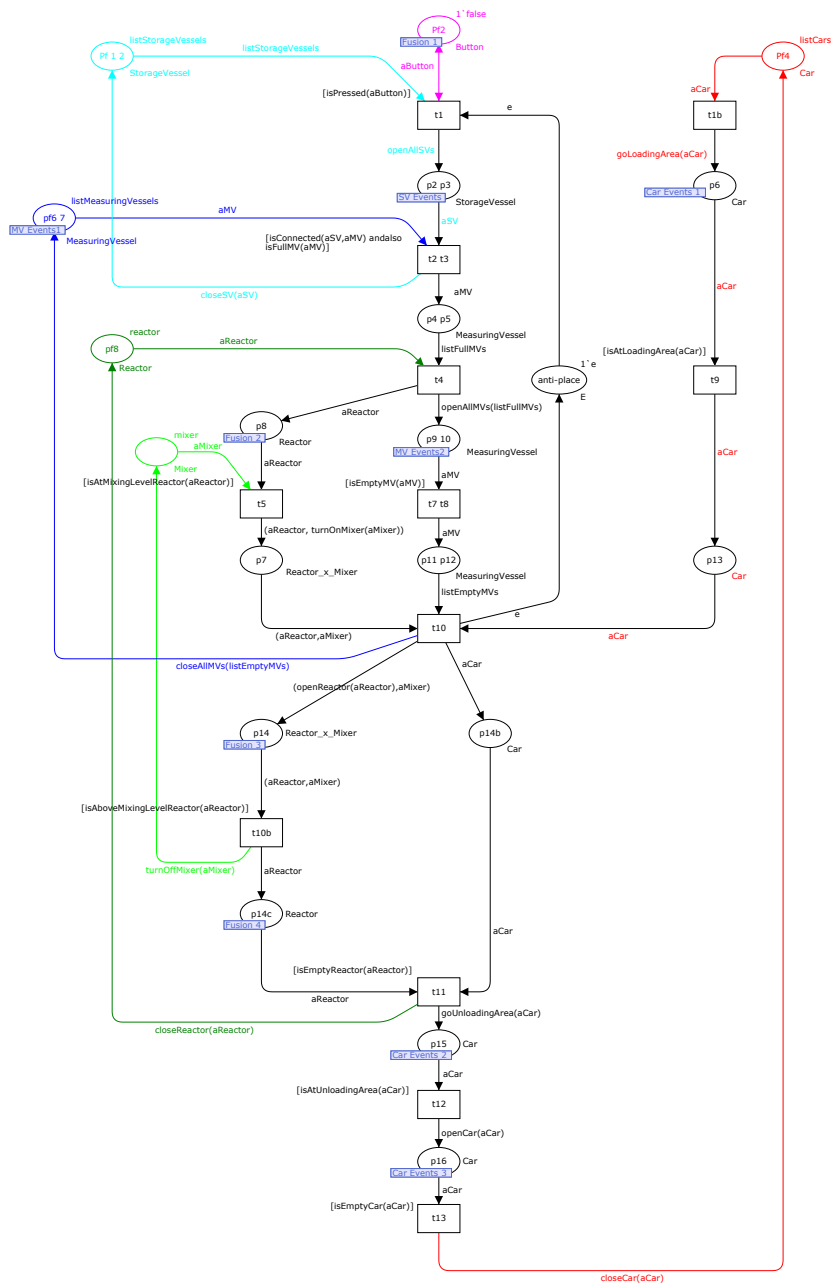 1`false
Pf2
Fusion 1
Button
aButton
listStorageVessels
Pf 1 2
listStorageVessels
StorageVessel
listCars
Pf4
Car
aCar
[isPressed(aButton)]
t1
e
t1b
openAllSVs
goLoadingArea(aCar)
p2 p3
SV Events
StorageVessel
p6
Car Events 1
Car
listMeasuringVessels
pf6 7
MV Events1
MeasuringVessel
aMV
aSV
[isConnected(aSV,aMV) andalso
isFullMV(aMV)]
t2 t3
closeSV(aSV)
aMV
aCar
p4 p5
MeasuringVessel
listFullMVs
reactor
pf8
Reactor
aReactor
[isAtLoadingArea(aCar)]
t4
1`e
anti-place
E
t9
aReactor
openAllMVs(listFullMVs)
p8
Fusion 2
Reactor
p9 10
MV Events2
MeasuringVessel
mixer
aMixer
Mixer
aReactor
aMV
aCar
[isAtMixingLevelReactor(aReactor)]
t5
[isEmptyMV(aMV)]
t7 t8
(aReactor, turnOnMixer(aMixer))
aMV
p7
Reactor_x_Mixer
p11 p12
MeasuringVessel
p13
Car
listEmptyMVs
e
t10
(aReactor,aMixer)
aCar
closeAllMVs(listEmptyMVs)
aCar
(openReactor(aReactor),aMixer)
p14
Fusion 3
Reactor_x_Mixer
p14b
Car
(aReactor,aMixer)
[isAboveMixingLevelReactor(aReactor)]
t10b
turnOffMixer(aMixer)
aReactor
p14c
Fusion 4
Reactor
aCar
[isEmptyReactor(aReactor)]
t11
aReactor
goUnloadingArea(aCar)
closeReactor(aReactor)
p15
Car Events 2
Car
aCar
[isAtUnloadingArea(aCar)]
t12
openCar(aCar)
p16
Car Events 3
Car
aCar
[isEmptyCar(aCar)]
t13
closeCar(aCar)